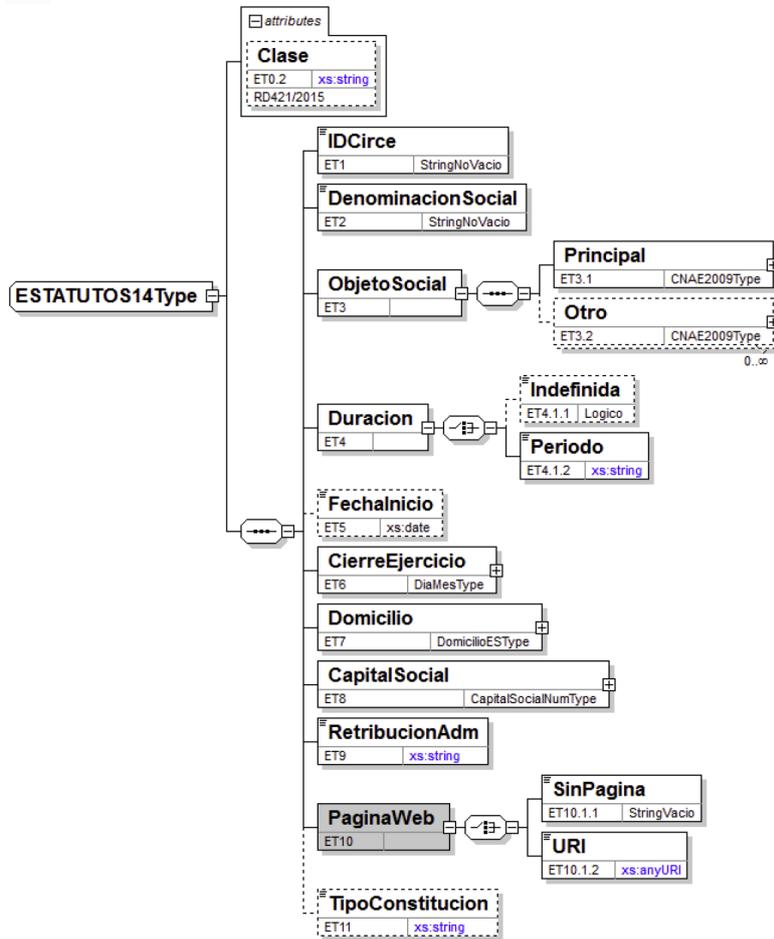 attributes
Clase
ET0.2 xs:string
RD421/2015
IDCirce
ET1 StringNoVacio
DenominacionSocial
ET2 StringNoVacio
ObjetoSocial
ET3
Principal
ET3.1 CNAE2009Type
Otro
ET3.2 CNAE2009Type
0..∞
ESTATUTOS14Type
Duracion
ET4
Indefinida
ET4.1.1 Logico
Periodo
ET4.1.2 xs:string
FechaInicio
ET5 xs:date
CierreEjercicio
ET6 DiaMesType
Domicilio
ET7 DomicilioESType
CapitalSocial
ET8 CapitalSocialNumType
RetribucionAdm
ET9 xs:string
PaginaWeb
ET10
SinPagina
ET10.1.1 StringVacio
URI
ET10.1.2 xs:anyURI
TipoConstitucion
ET11 xs:string